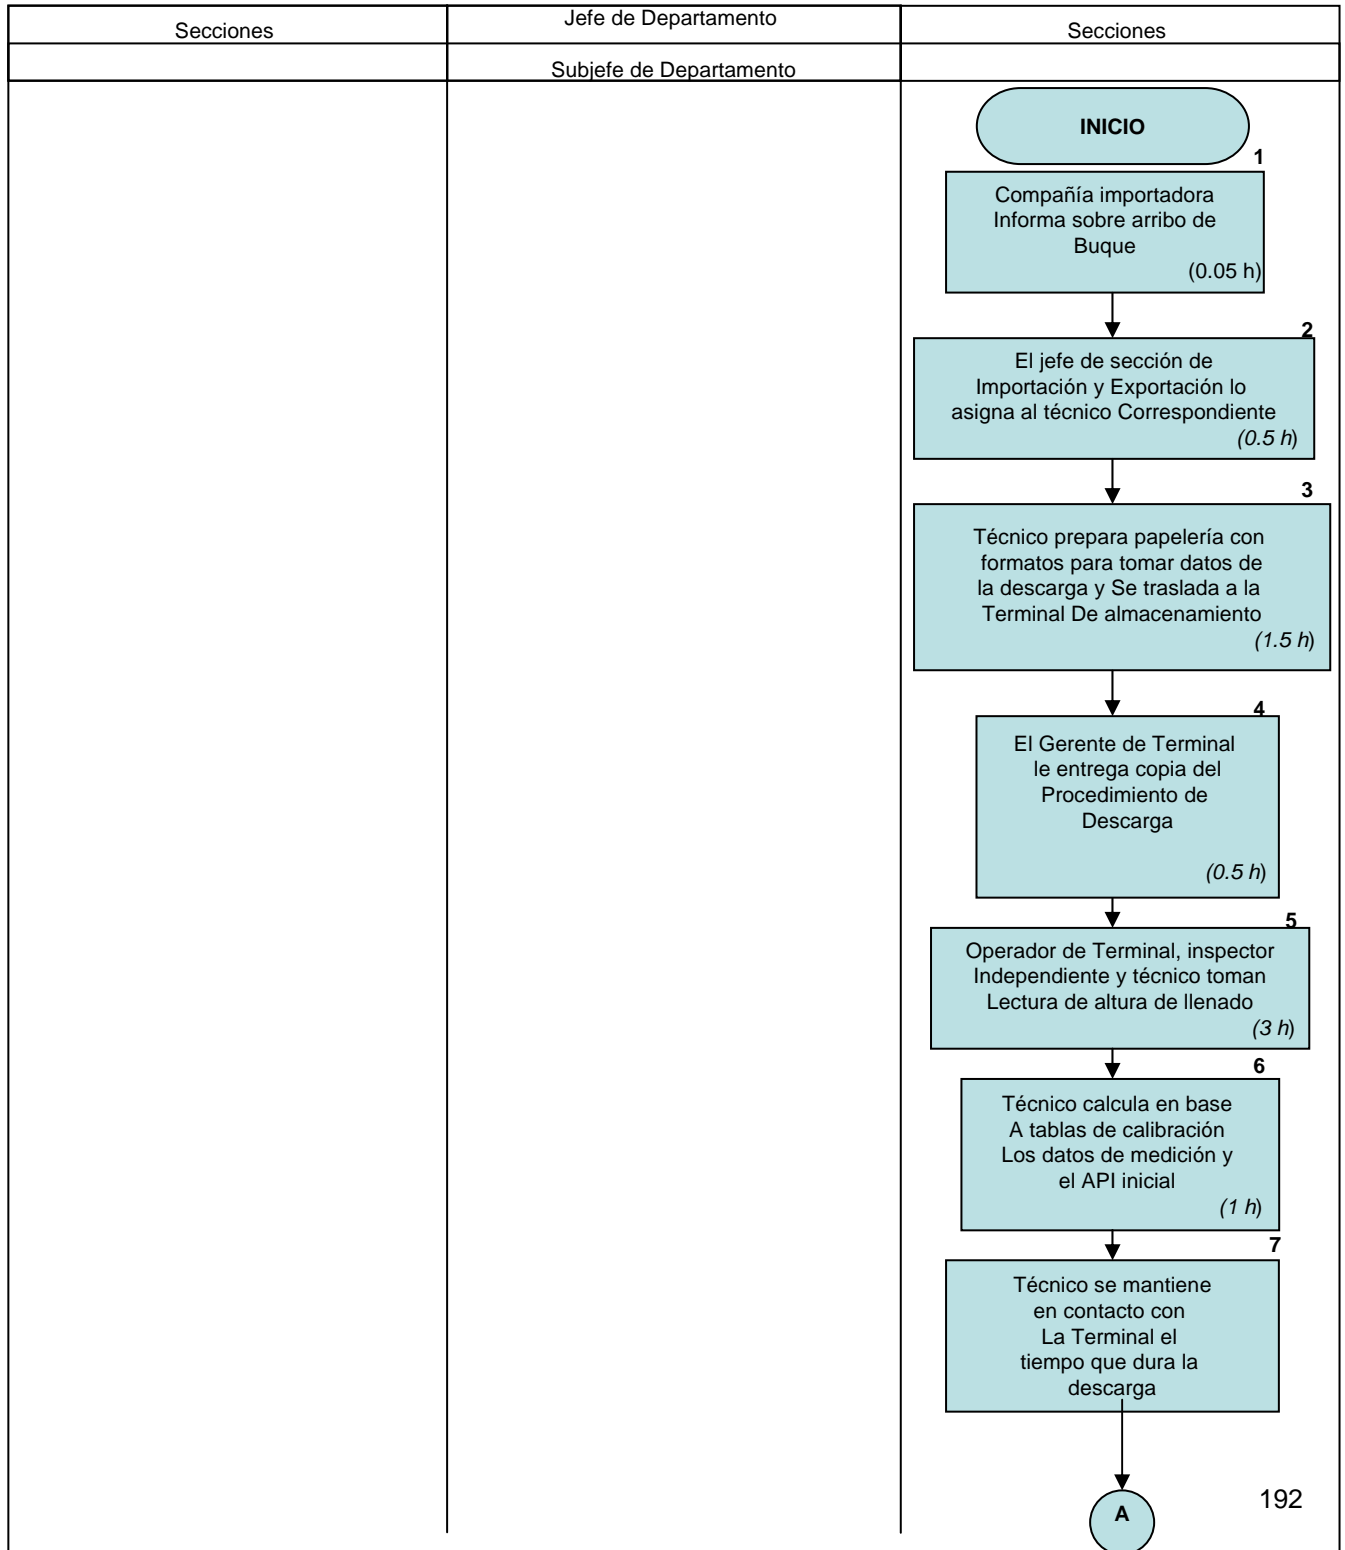 Secciones
Jefe de Departamento
Secciones
Subjefe de Departamento
INICIO
1
Compañía importadora
Informa sobre arribo de
Buque
(0.05 h)
2
El jefe de sección de
Importación y Exportación lo
asigna al técnico Correspondiente
(0.5 h)
3
Técnico prepara papelería con
formatos para tomar datos de
la descarga y Se traslada a la
Terminal De almacenamiento
(1.5 h)
4
El Gerente de Terminal
le entrega copia del
Procedimiento de
Descarga
(0.5 h)
5
Operador de Terminal, inspector
Independiente y técnico toman
Lectura de altura de llenado
(3 h)
6
Técnico calcula en base
A tablas de calibración
Los datos de medición y
el API inicial
(1 h)
7
Técnico se mantiene
en contacto con
La Terminal el
tiempo que dura la
descarga
A
192